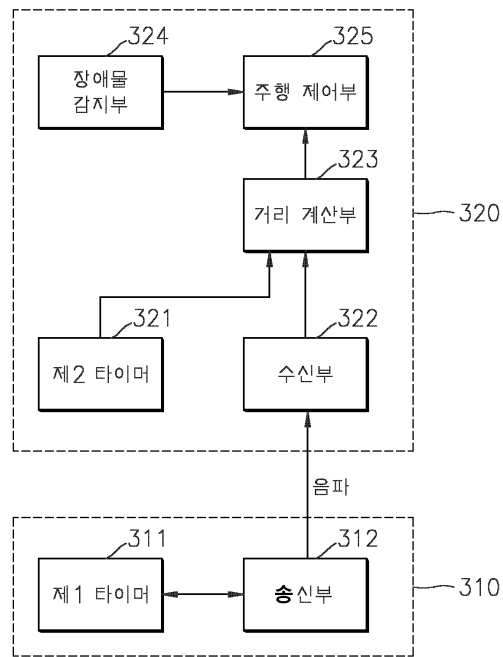 324
325
장애물
감지부
주행 제어부
323
거리 계산부
320
321
322
제2 타이머
수신부
음파
311
312
제1 타이머
송신부
310